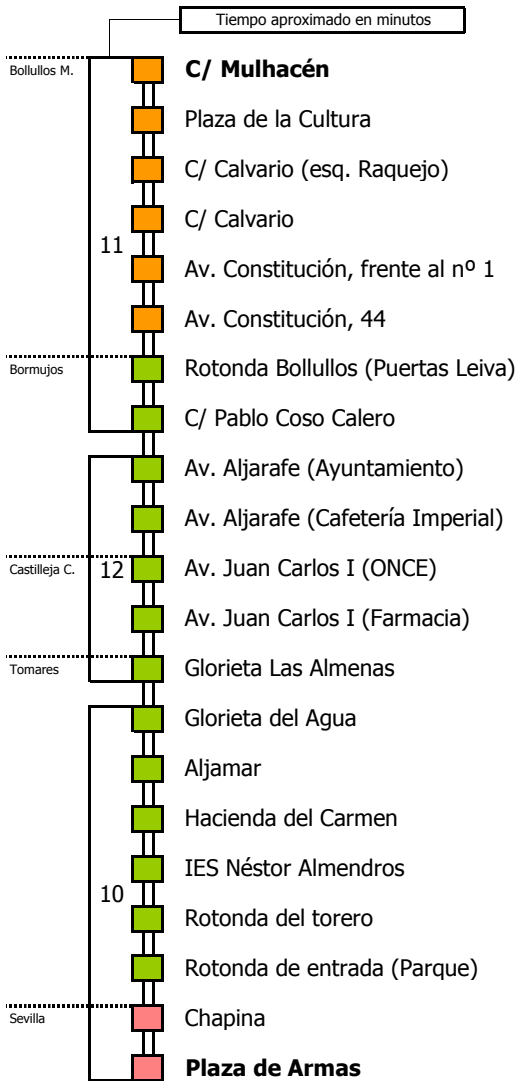 Tiempo aproximado en minutos
Bollullos M.
C/ Mulhacén
Plaza de la Cultura
C/ Calvario (esq. Raquejo)
C/ Calvario
11
Av. Constitución, frente al nº 1
Av. Constitución, 44
Bormujos
Rotonda Bollullos (Puertas Leiva)
C/ Pablo Coso Calero
Av. Aljarafe (Ayuntamiento)
Av. Aljarafe (Cafetería Imperial)
Castilleja C.
12
Av. Juan Carlos I (ONCE)
Av. Juan Carlos I (Farmacia)
Tomares
Glorieta Las Almenas
Glorieta del Agua
Aljamar
Hacienda del Carmen
IES Néstor Almendros
10
Rotonda del torero
Rotonda de entrada (Parque)
Sevilla
Chapina
Plaza de Armas